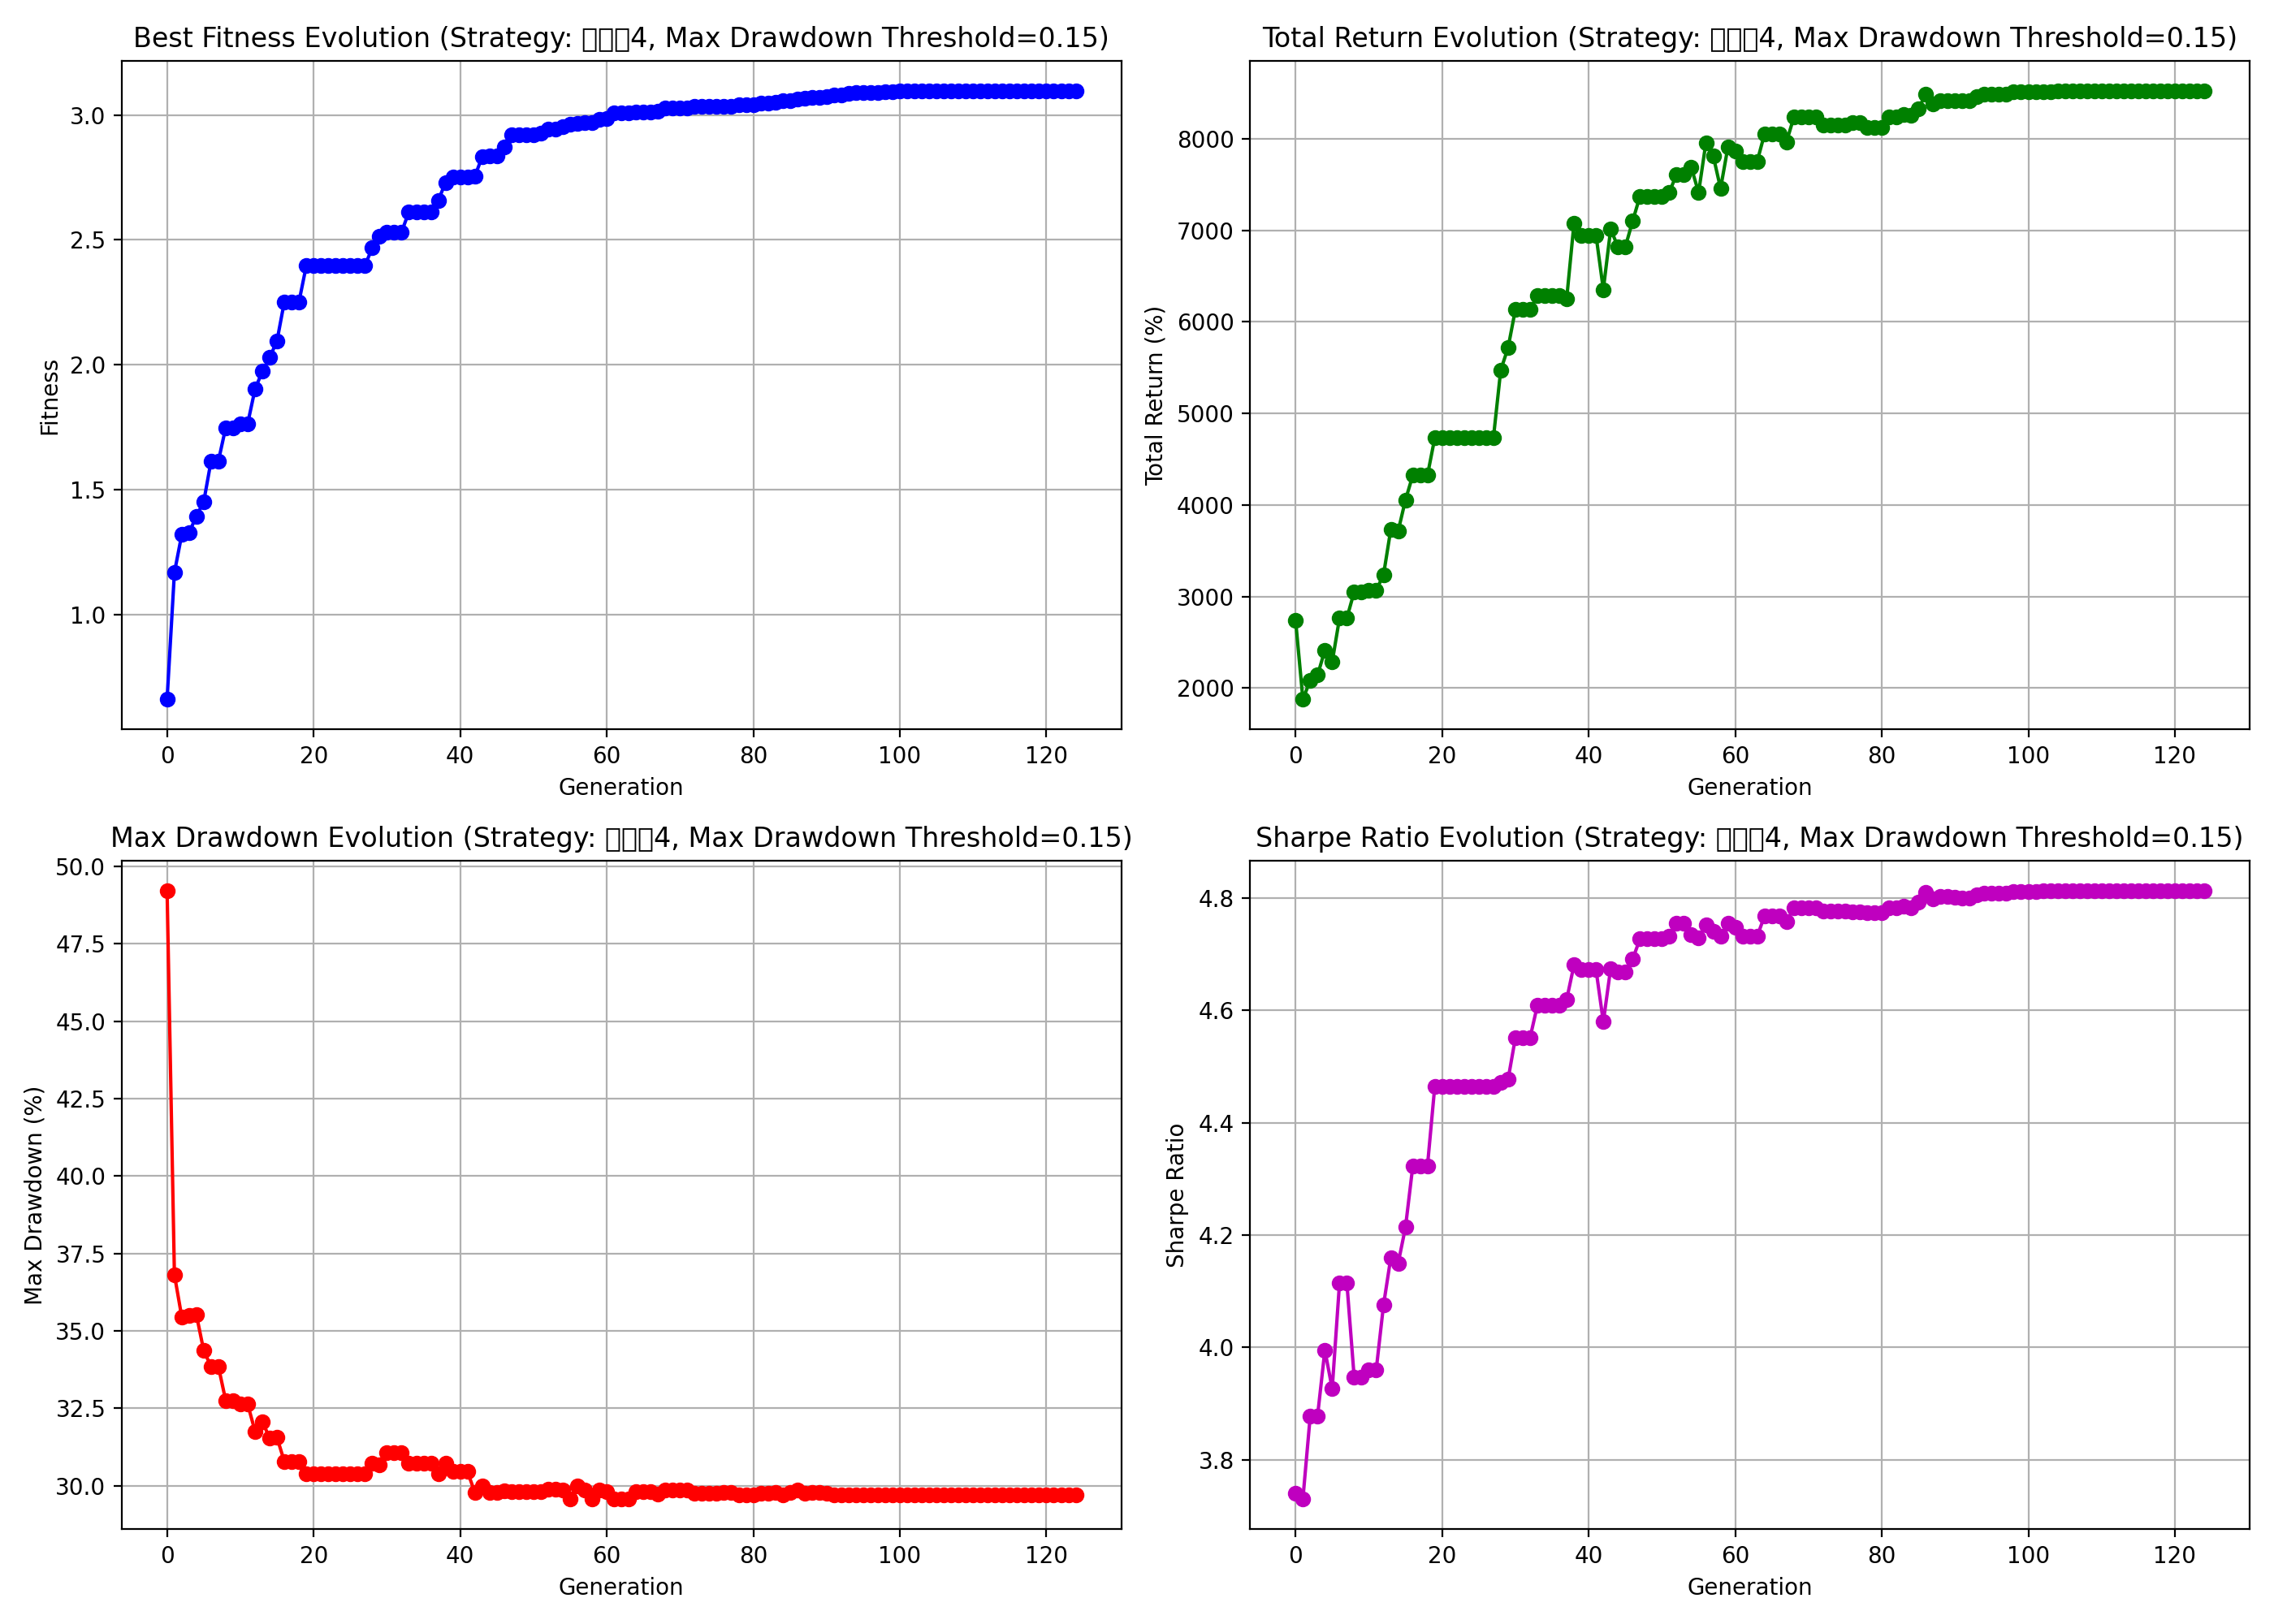 Best Fitness Evolution (Strategy: □□□4, Max Drawdown Threshold=0.15)
Fitness
3.0
2.5
2.0
1.5
1.0
0 20 40 60 80 100 120
Generation
Total Return Evolution (Strategy: □□□4, Max Drawdown Threshold=0.15)
Total Return (%)
8000
7000
6000
5000
4000
3000
2000
0 20 40 60 80 100 120
Generation
Max Drawdown Evolution (Strategy: □□□4, Max Drawdown Threshold=0.15)
Max Drawdown (%)
50.0
47.5
45.0
42.5
40.0
37.5
35.0
32.5
30.0
0 20 40 60 80 100 120
Generation
Sharpe Ratio Evolution (Strategy: □□□4, Max Drawdown Threshold=0.15)
Sharpe Ratio
4.8
4.6
4.4
4.2
4.0
3.8
0 20 40 60 80 100 120
Generation